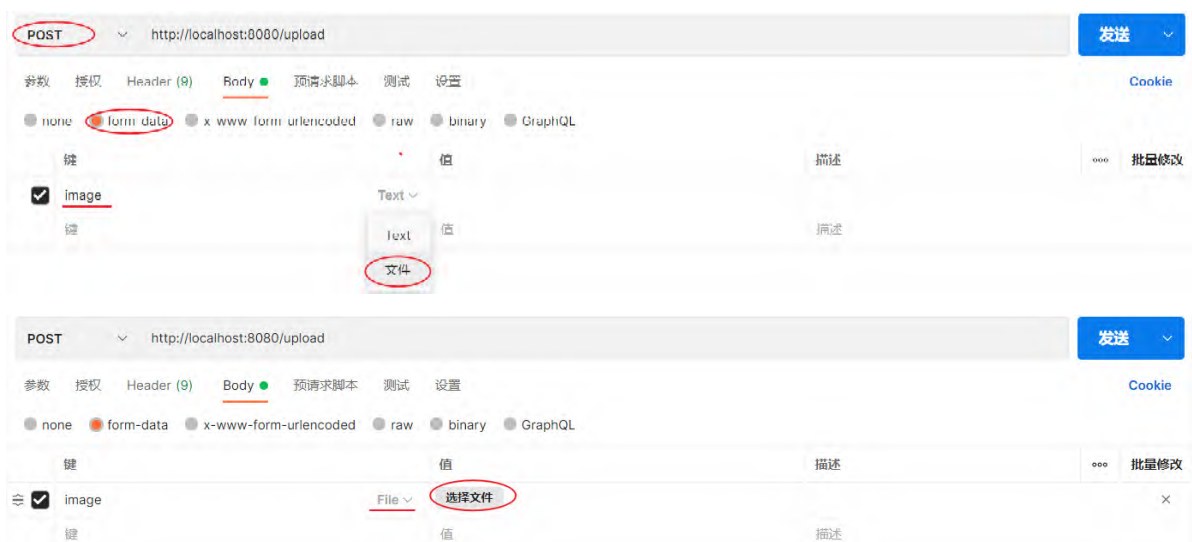 POST http://localhost:8080/upload 发送
参数 授权 Header (9) Body 预请求脚本 测试 设置 Cookie
none form-data x-www-form-urlencoded raw binary GraphQL
键 值 描述 ooo 批量修改
image Text
键 Text 值 描述
文件
POST http://localhost:8080/upload 发送
参数 授权 Header (9) Body 预请求脚本 测试 设置 Cookie
none form-data x-www-form-urlencoded raw binary GraphQL
键 值 描述 ooo 批量修改
image File 选择文件
键 值 描述